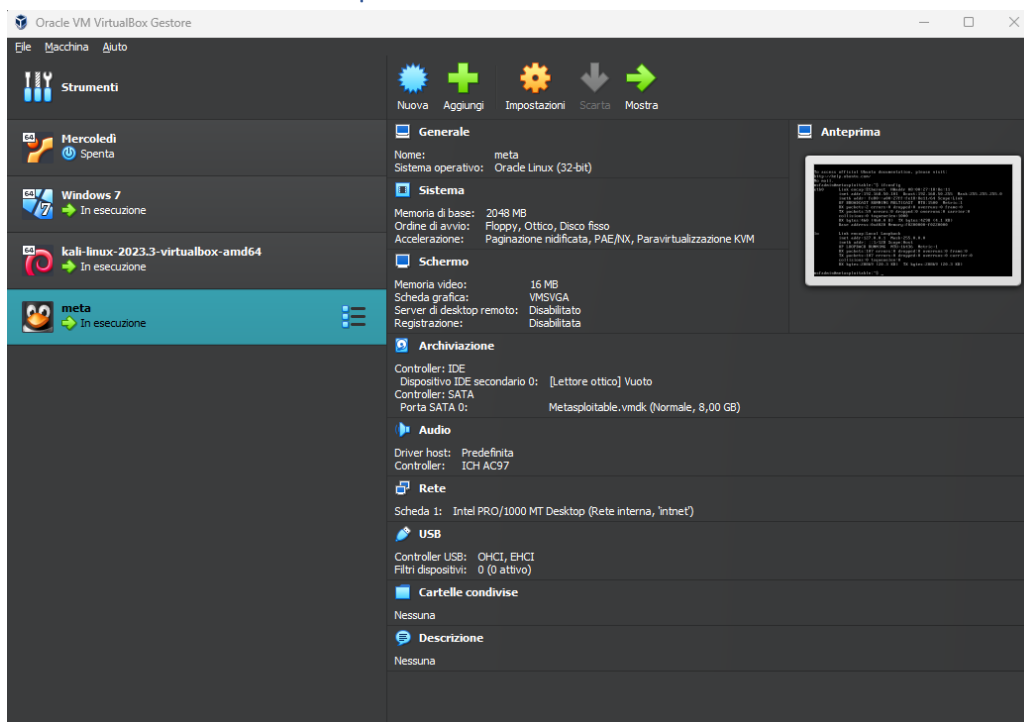 Oracle VM VirtualBox Gestore
File Macchina Aiuto
Strumenti
Nuova Aggiungi Impostazioni Scarta Mostra
64
Mercoledì
Spenta
64
Windows 7
In esecuzione
64
kali-linux-2023.3-virtualbox-amd64
In esecuzione
meta
In esecuzione
Generale
Nome: meta
Sistema operativo: Oracle Linux (32-bit)
Sistema
Memoria di base: 2048 MB
Ordine di avvio: Floppy, Ottico, Disco fisso
Accelerazione: Paginazione nidificata, PAE/NX, Paravirtualizzazione KVM
Schermo
Memoria video: 16 MB
Scheda grafica: VMSVGA
Server di desktop remoto: Disabilitato
Registrazione: Disabilitata
Archiviazione
Controller: IDE
Dispositivo IDE secondario 0: [Lettore ottico] Vuoto
Controller: SATA
Porta SATA 0: Metasploitable.vmdk (Normale, 8,00 GB)
Audio
Driver host: Predefinita
Controller: ICH AC97
Rete
Scheda 1: Intel PRO/1000 MT Desktop (Rete interna, 'intnet')
USB
Controller USB: OHCI, EHCI
Filtri dispositivi: 0 (0 attivo)
Cartelle condivise
Nessuna
Descrizione
Nessuna
Anteprima